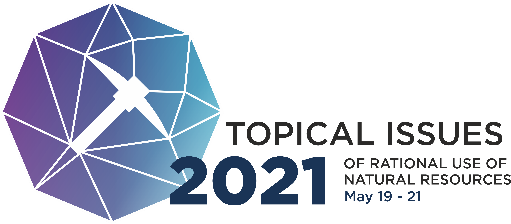 TOPICAL ISSUES
2021
OF RATIONAL USE OF
NATURAL RESOURCES
May 19 - 21